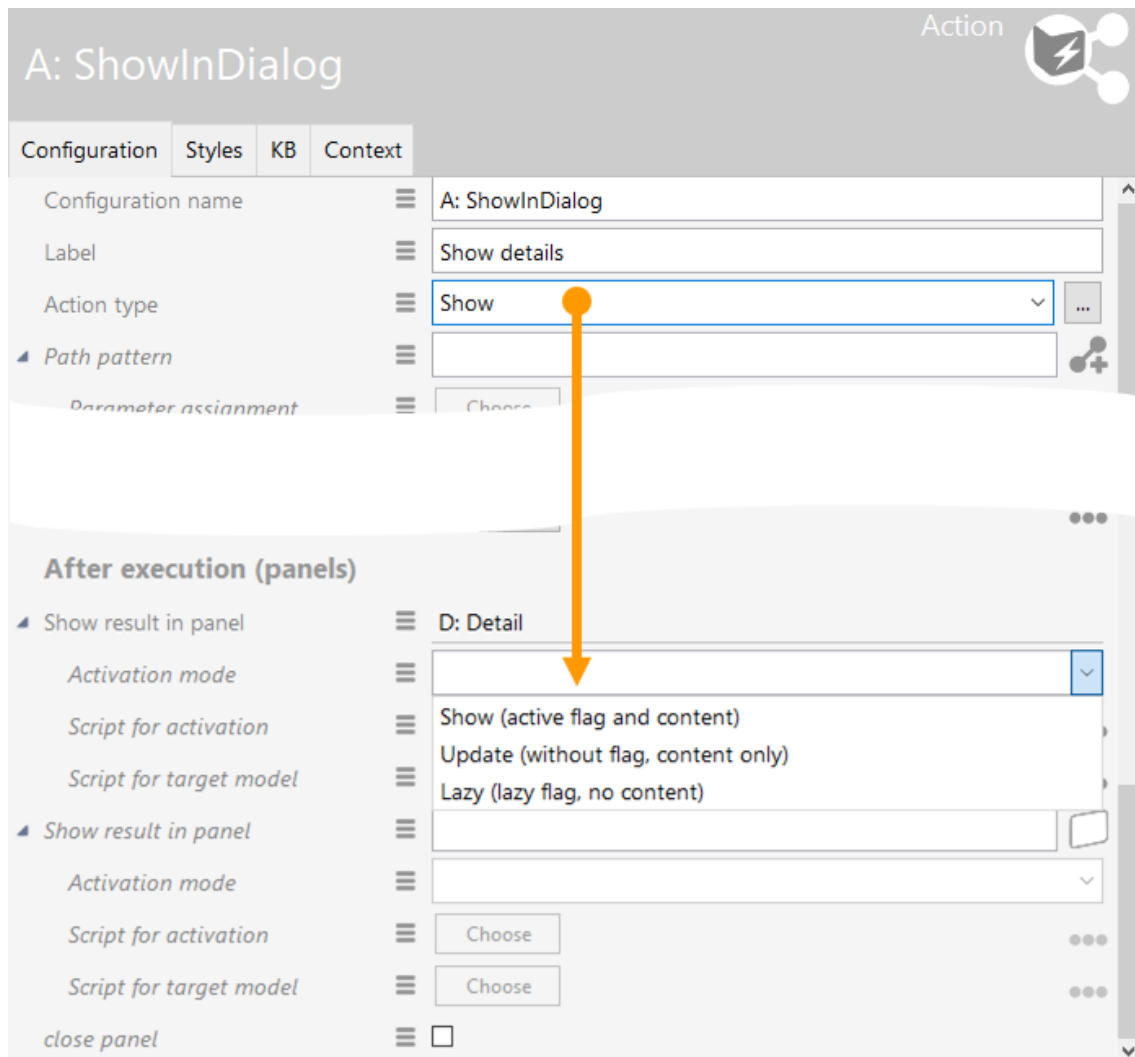 Action
A: ShowInDialog
Configuration Styles KB Context
Configuration name A: ShowInDialog
Label Show details
Action type Show ...
Path pattern
Parameter assignment Choose
After execution (panels)
Show result in panel D: Detail
Activation mode
Show (active flag and content)
Script for activation
Update (without flag, content only)
Script for target model
Lazy (lazy flag, no content)
Show result in panel
Activation mode
Script for activation Choose
Script for target model Choose
close panel